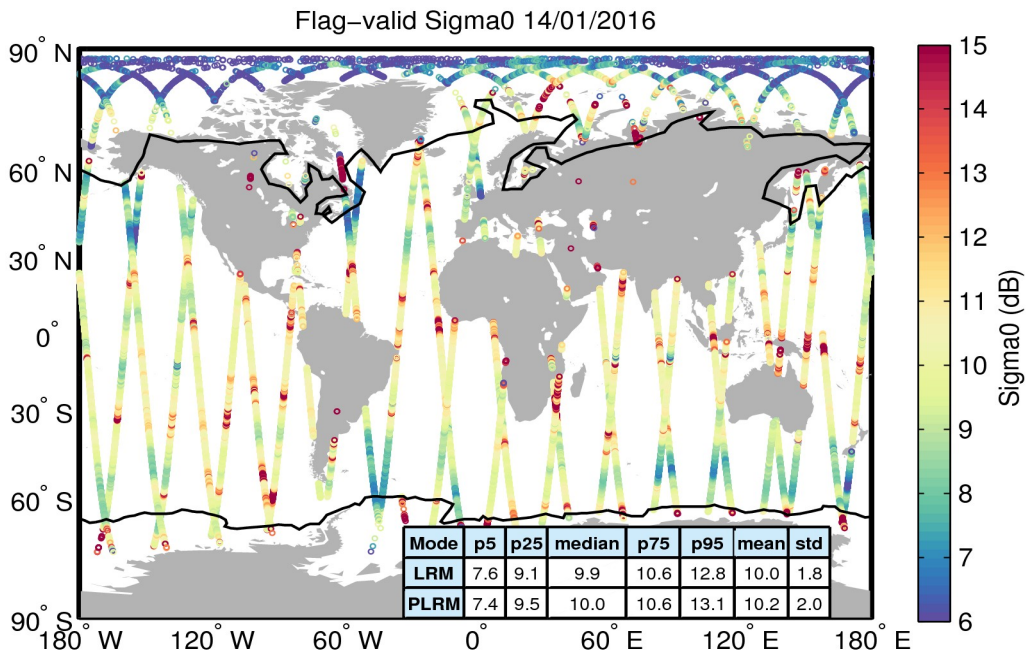 Flag−valid Sigma0 14/01/2016
90° N
60° N
30° N
0°
30° S
60° S
90° S
180° W
120° W
60° W
0°
60° E
120° E
180° E
Mode p5 p25 median p75 p95 mean std
LRM 7.6 9.1 9.9 10.6 12.8 10.0 1.8
PLRM 7.4 9.5 10.0 10.6 13.1 10.2 2.0
15
14
13
12
11
10
9
8
7
6
Sigma0 (dB)